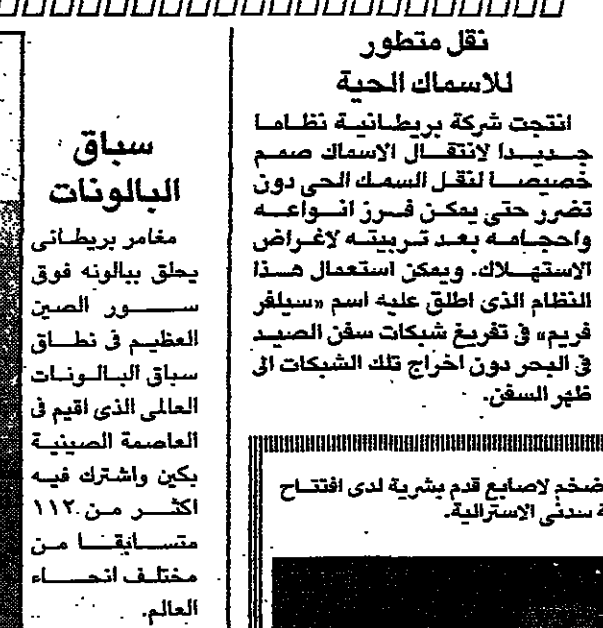 نقل متطور
للاسماك الحية
انتجت شركة بريطانية نظاما
جديدا لانتقال الاسماك صمم
خصيصا لنقل السمك الحى دون
تضرر حتى يمكن فرز انواعه
واحجامه بعد تربيته لاغراض
الاستهلاك. ويمكن استعمال هذا
النظام الذى اطلق عليه اسم «سيلفر
فريم» فى تفريغ شبكات سفن الصيد
فى البحر دون اخراج تلك الشبكات الى
ظهر السفن.
ضخم لاصابع قدم بشرية لدى افتتاح
ة سدنى الاسترالية.
سباق
البالونات
مغامر بريطانى
يحلق ببالونه فوق
سور الصين
العظيم فى نطاق
سباق البالونات
العالمى الذى اقيم فى
العاصمة الصينية
بكين واشترك فيه
اكثر من ١١٢
متسابقا من
مختلف انحاء
العالم.